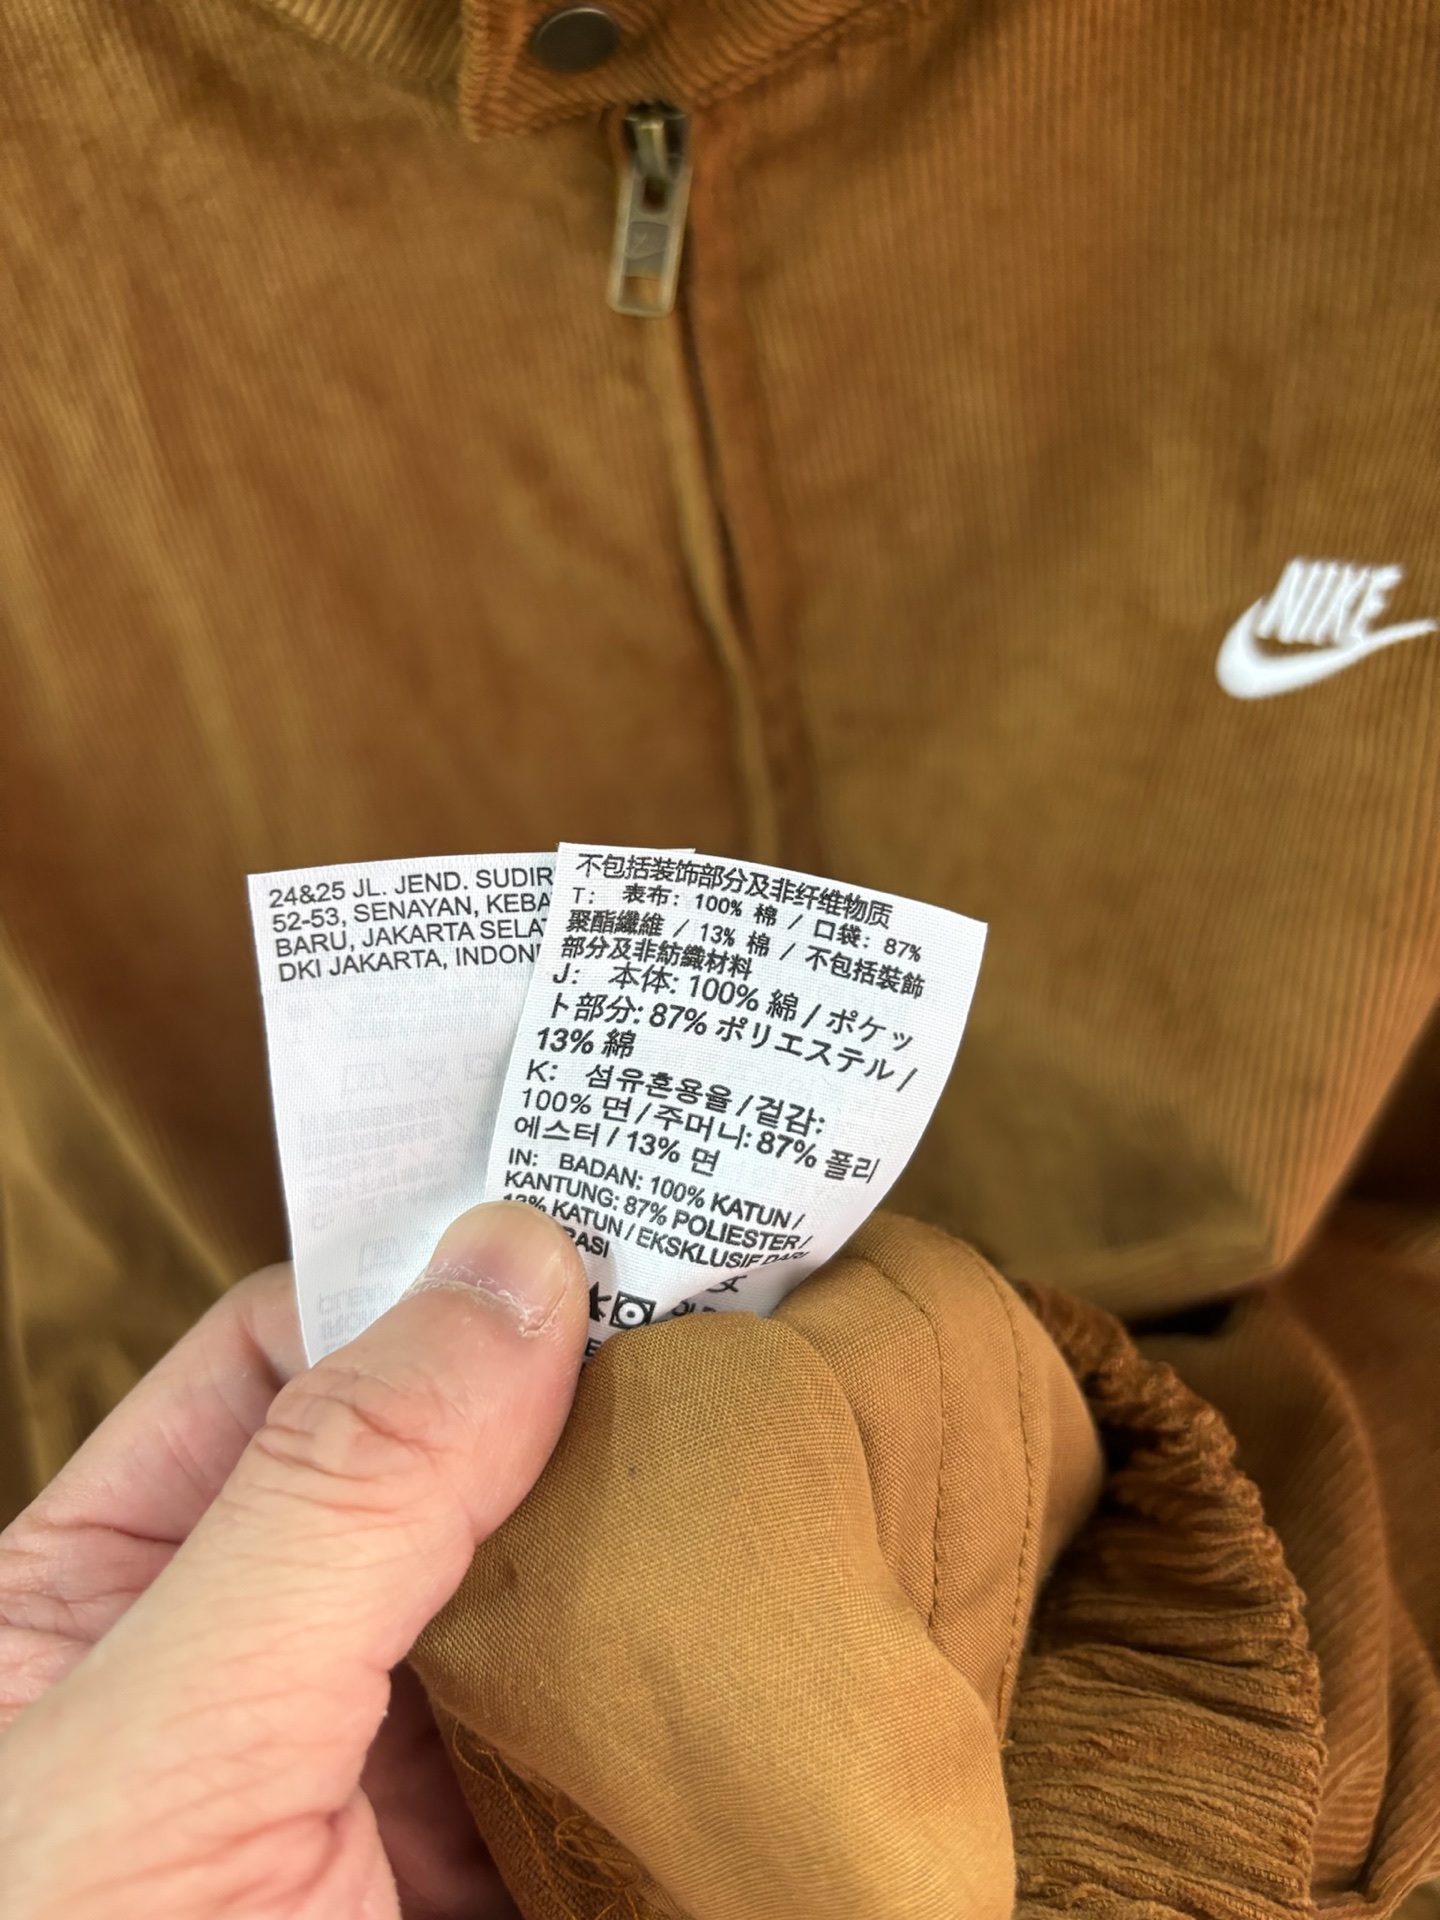 NIKE
24&25 JL. JEND. SUDIR
52-53, SENAYAN, KEBA
BARU, JAKARTA SELAT
DKI JAKARTA, INDON
不包括装饰部分及非纤维物质
T: 表布: 100% 棉 / 口袋: 87%
聚酯纖維 / 13% 棉 / 不包括裝飾
部分及非紡織材料
J: 本体: 100% 綿 / ポケッ
ト部分: 87% ポリエステル /
13% 綿
K: 섬유혼용율 / 겉감:
100% 면 / 주머니: 87% 폴리
에스터 / 13% 면
IN: BADAN: 100% KATUN /
KANTUNG: 87% POLIESTER /
13% KATUN / EKSKLUSIF DARI
RASI